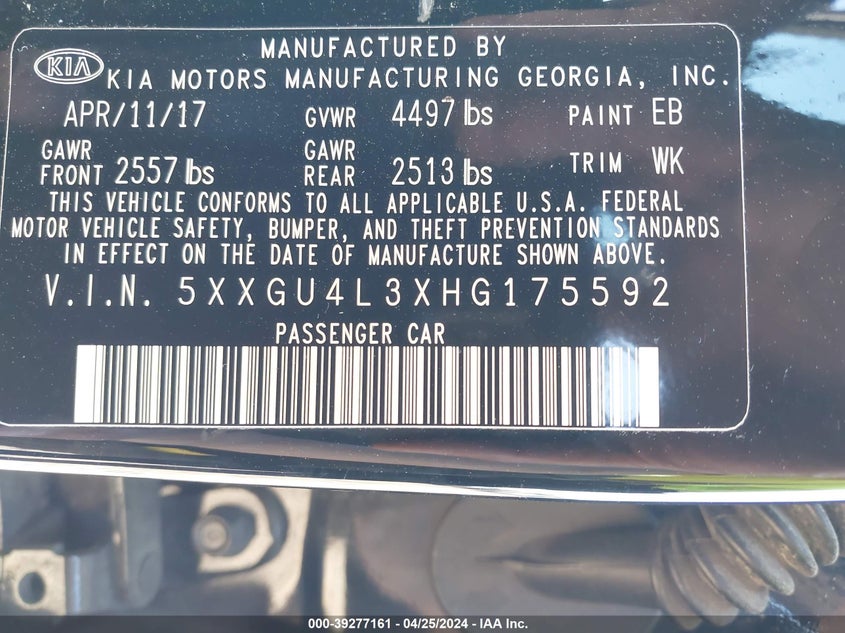 MANUFACTURED BY
KIA KIA MOTORS MANUFACTURING GEORGIA, INC.
APR/11/17 GVWR 4497 lbs PAINT EB
GAWR FRONT 2557 lbs GAWR REAR 2513 lbs TRIM WK
THIS VEHICLE CONFORMS TO ALL APPLICABLE U.S.A. FEDERAL
MOTOR VEHICLE SAFETY, BUMPER, AND THEFT PREVENTION STANDARDS
IN EFFECT ON THE DATE OF MANUFACTURE SHOWN ABOVE.
V.I.N. 5XXGU4L3XHG175592
PASSENGER CAR
000-39277161 - 04/25/2024 - IAA Inc.